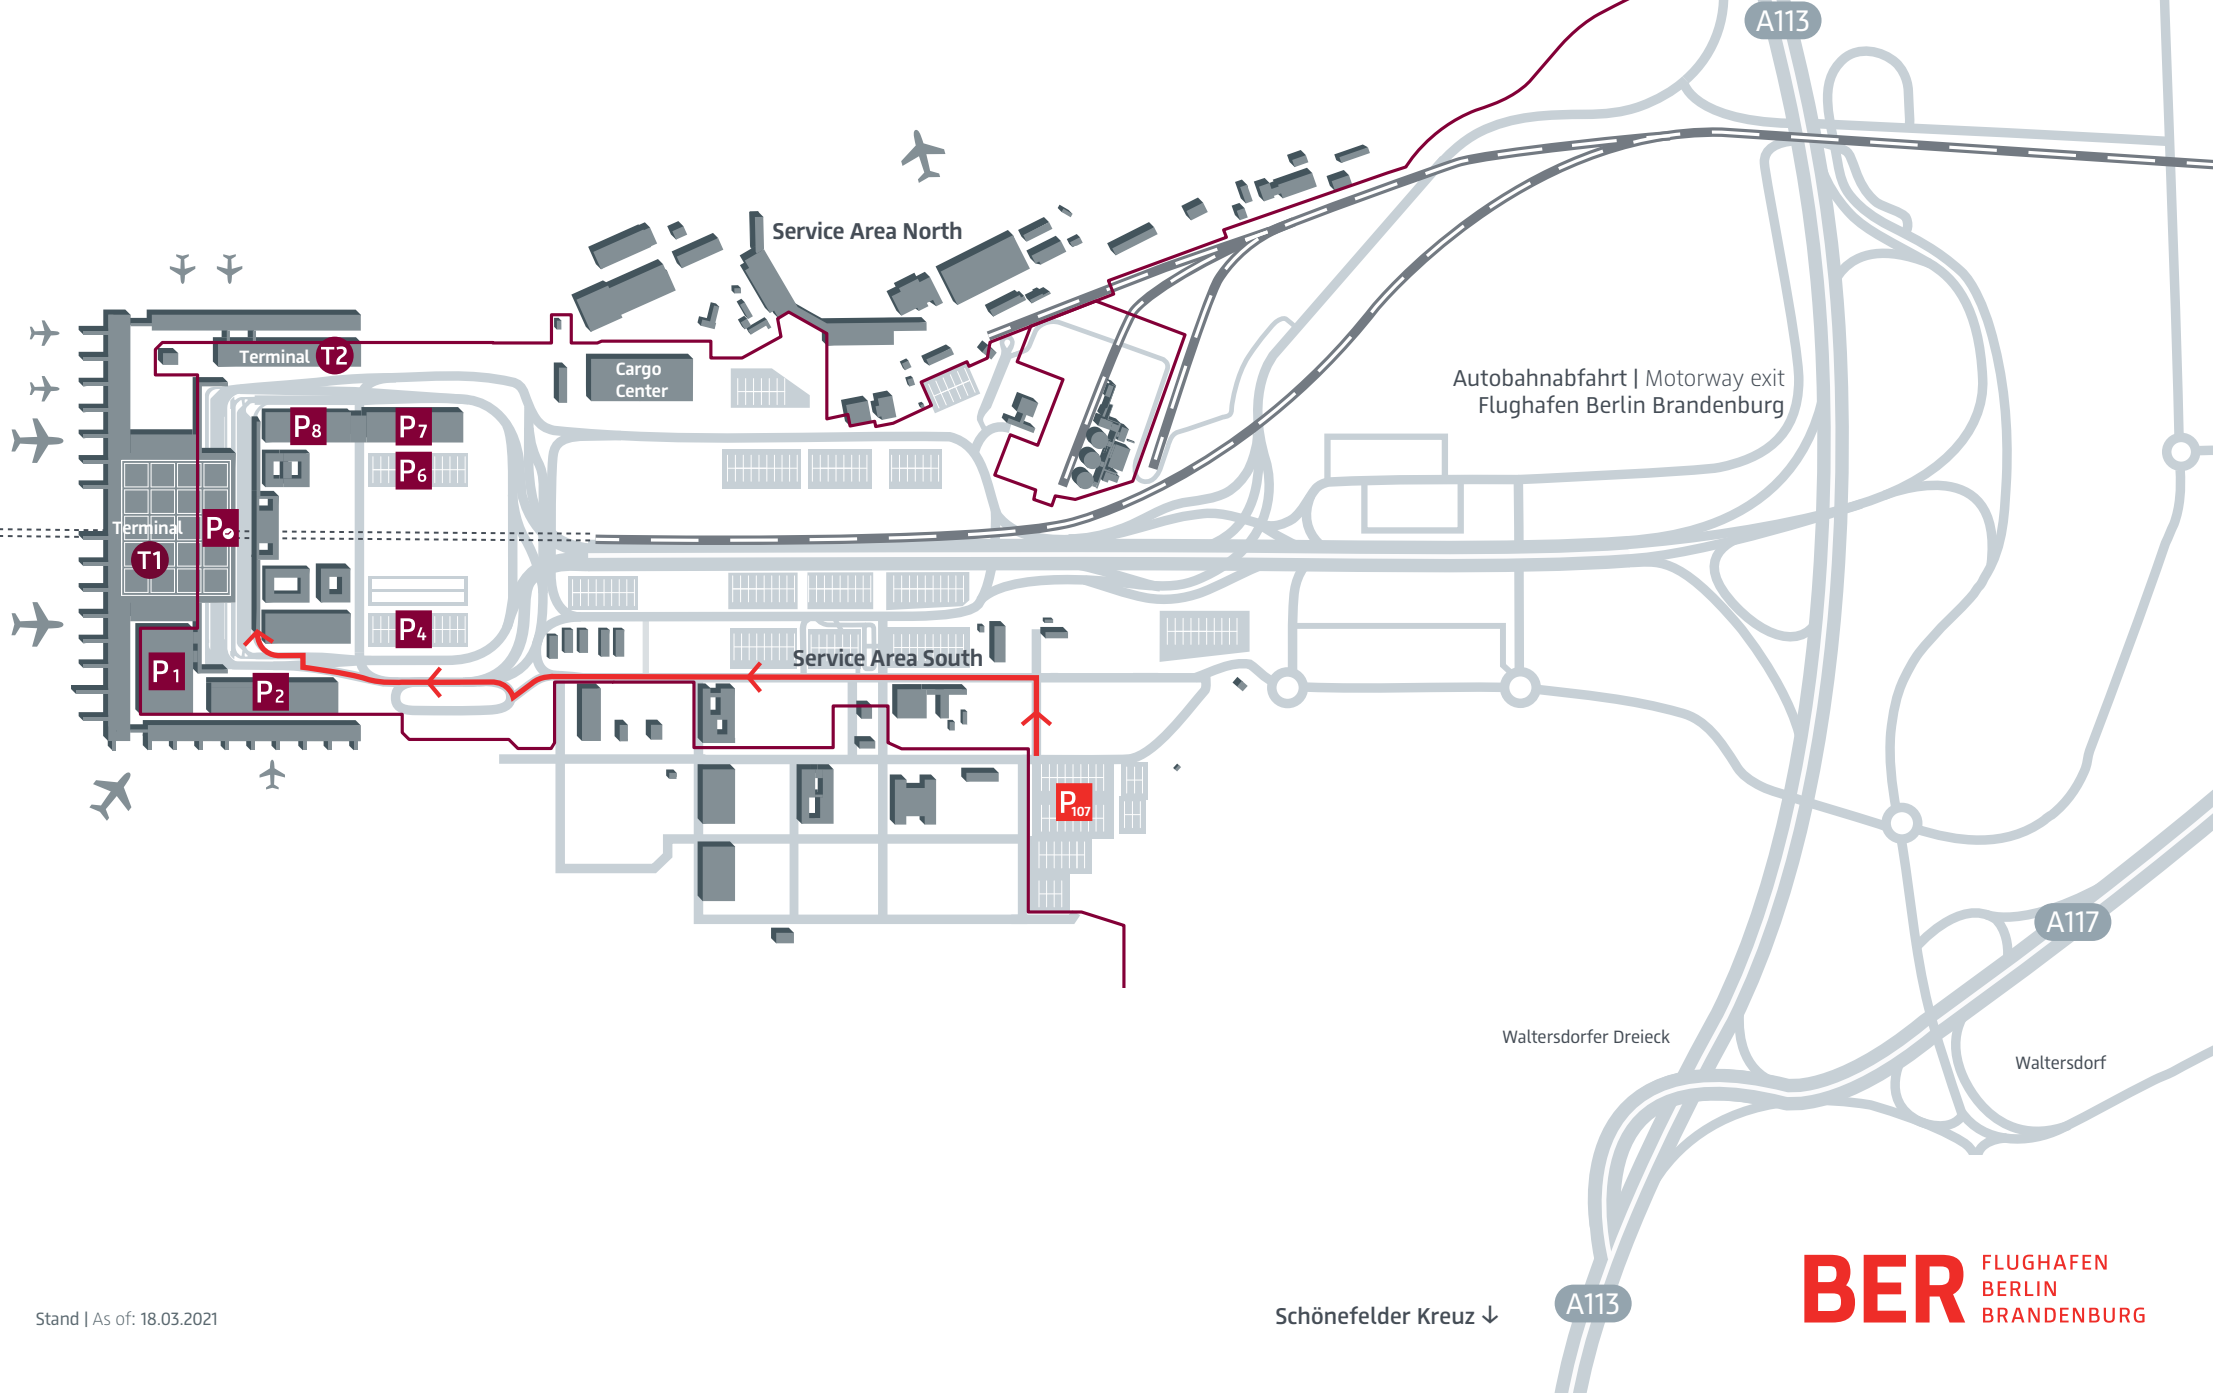 A113
Service Area North
Terminal T2
Cargo
Center
Autobahnabfahrt | Motorway exit
Flughafen Berlin Brandenburg
P8
P7
P6
Terminal
P
T1
P4
Service Area South
P1
P2
P107
A117
Waltersdorfer Dreieck
Waltersdorf
BER FLUGHAFEN
BERLIN
BRANDENBURG
A113
Schönefelder Kreuz ↓
Stand | As of: 18.03.2021